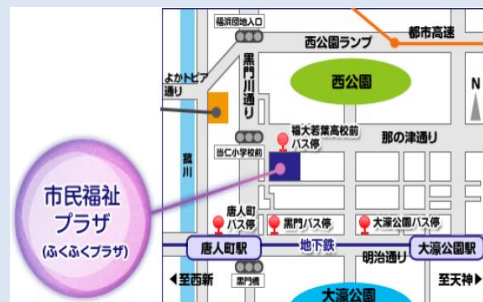 福浜団地入口
都市高速
西公園ランプ
よかトピア
通り
黒門川通り
西公園
N
福大若葉高校前
バス停
那の津通り
当仁小学校前
菰川
市民福祉
プラザ
(ふくふくプラザ)
唐人町
バス停
黒門バス停
大濠公園バス停
唐人町駅
地下鉄
明治通り
大濠公園駅
至西新
黒門橋
至天神
大濠公園